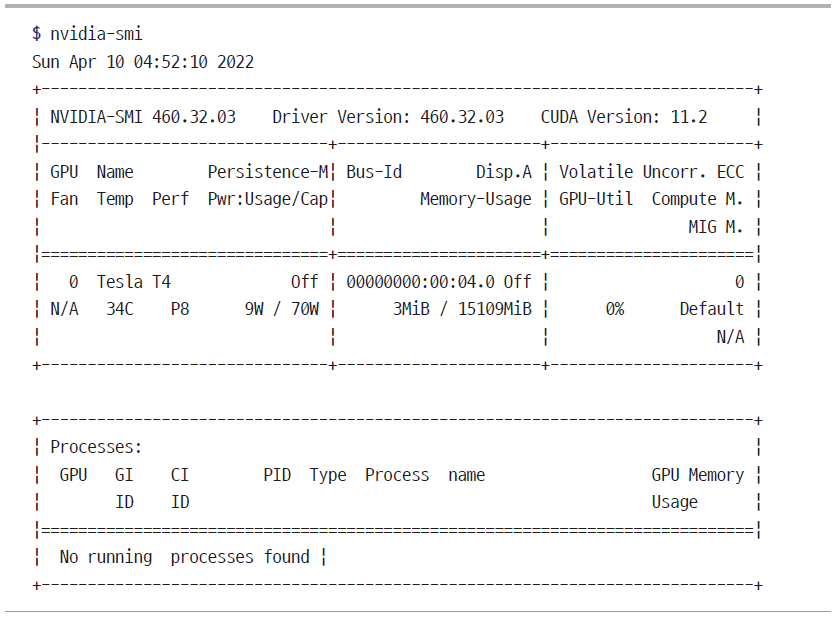 $ nvidia-smi
Sun Apr 10 04:52:10 2022
+-----------------------------------------------------------------------------+
| NVIDIA-SMI 460.32.03    Driver Version: 460.32.03    CUDA Version: 11.2     |
|-------------------------------+----------------------+----------------------+
| GPU  Name        Persistence-M| Bus-Id        Disp.A | Volatile Uncorr. ECC |
| Fan  Temp  Perf  Pwr:Usage/Cap|         Memory-Usage | GPU-Util  Compute M. |
|                               |                      |               MIG M. |
|===============================+======================+======================|
|   0  Tesla T4             Off | 00000000:00:04.0 Off |                    0 |
| N/A   34C    P8      9W / 70W |      3MiB / 15109MiB |      0%      Default |
|                               |                      |                  N/A |
+-------------------------------+----------------------+----------------------+
+-----------------------------------------------------------------------------+
| Processes:                                                                  |
|  GPU   GI    CI        PID  Type  Process  name                  GPU Memory |
|        ID    ID                                                  Usage      |
|=============================================================================|
|  No running  processes found |
+-----------------------------------------------------------------------------+